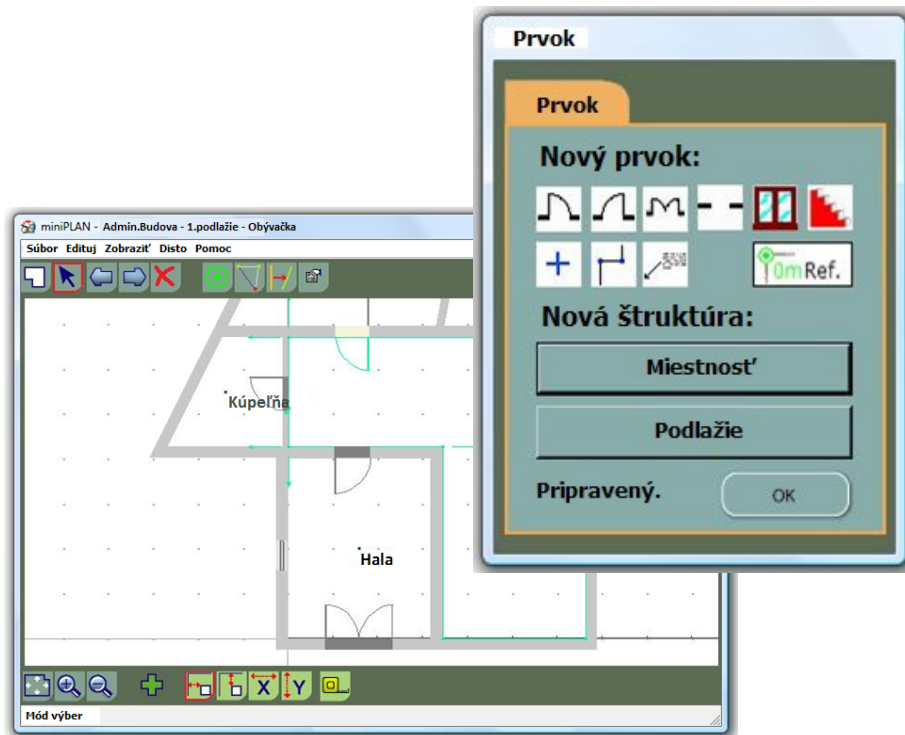 Prvok
Prvok
Nový prvok:
0m Ref.
Nová štruktúra:
Miestnosť
Podlažie
Pripravený.
OK
miniPLAN - Admin.Budova - 1.podlažie - Obývačka
Súbor Edituj Zobraziť Disto Pomoc
Kúpeľňa
Hala
X Y
Mód výber